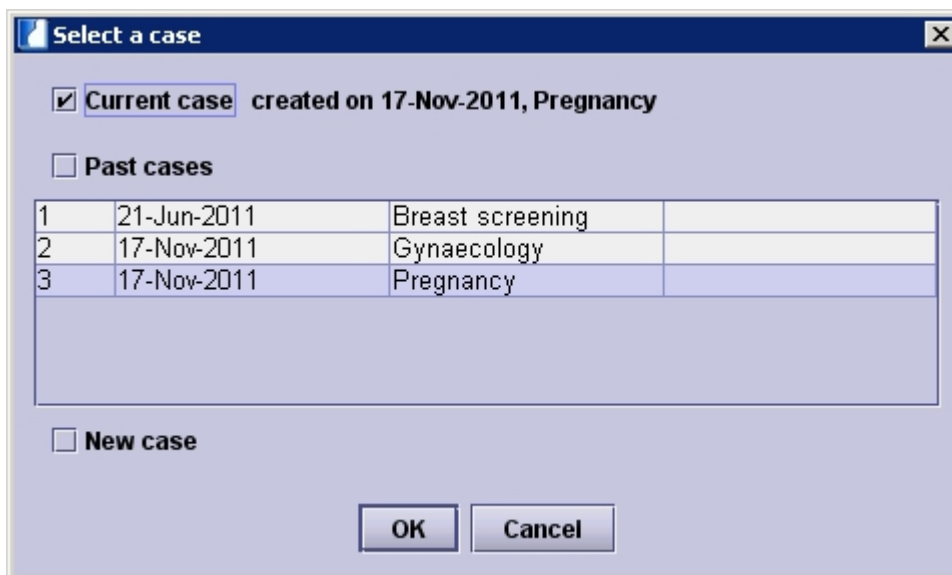 Select a case
Current case created on 17-Nov-2011, Pregnancy
Past cases
1 21-Jun-2011 Breast screening
2 17-Nov-2011 Gynaecology
3 17-Nov-2011 Pregnancy
New case
OK Cancel